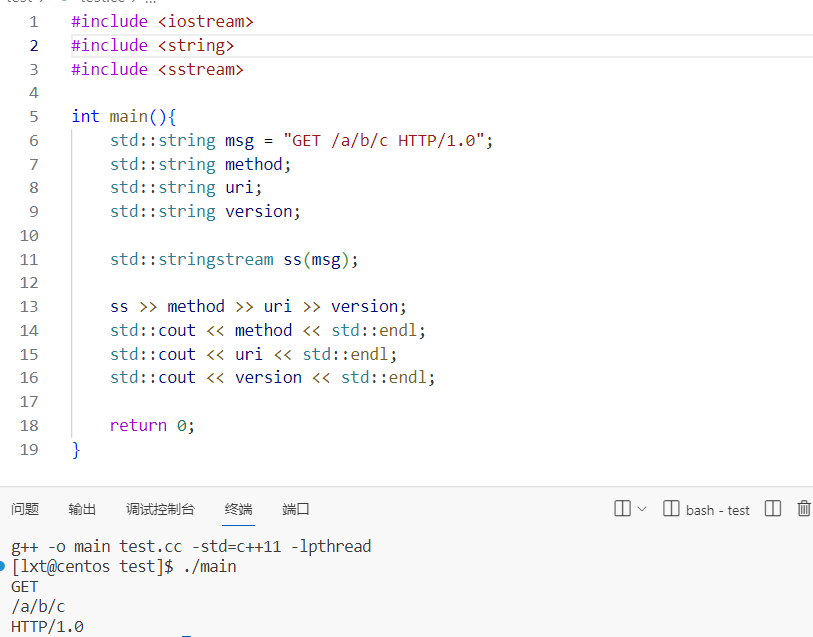 1 #include <iostream>
2 #include <string>
3 #include <sstream>
4
5 int main(){
6     std::string msg = "GET /a/b/c HTTP/1.0";
7     std::string method;
8     std::string uri;
9     std::string version;
10
11     std::stringstream ss(msg);
12
13     ss >> method >> uri >> version;
14     std::cout << method << std::endl;
15     std::cout << uri << std::endl;
16     std::cout << version << std::endl;
17
18     return 0;
19 }
问题 输出 调试控制台 终端 端口 bash - test
g++ -o main test.cc -std=c++11 -lpthread
[lxt@centos test]$ ./main
GET
/a/b/c
HTTP/1.0